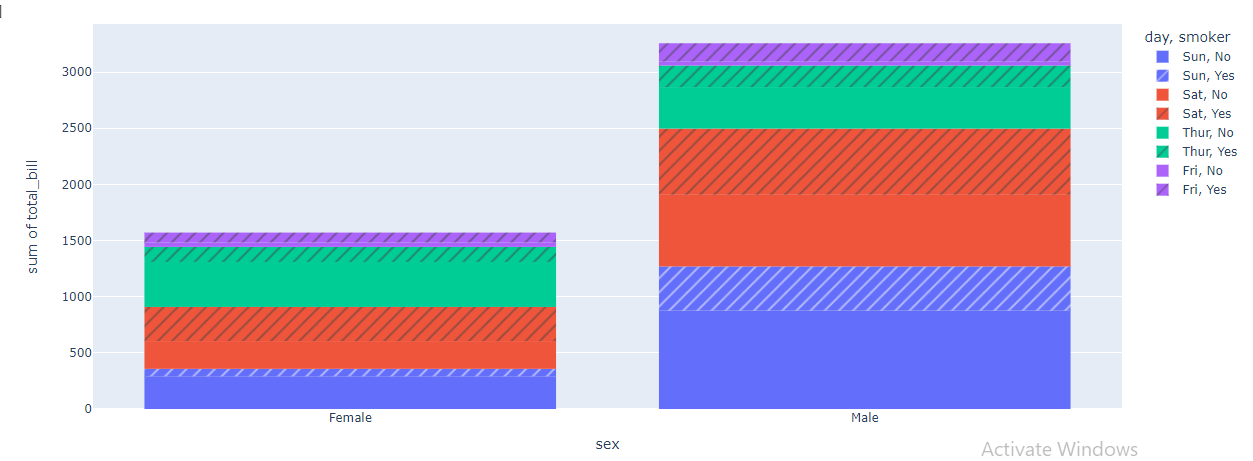 day, smoker
Sun, No
Sun, Yes
Sat, No
Sat, Yes
Thur, No
Thur, Yes
Fri, No
Fri, Yes
sum of total_bill
3000
2500
2000
1500
1000
500
0
Female
Male
sex
Activate Windows